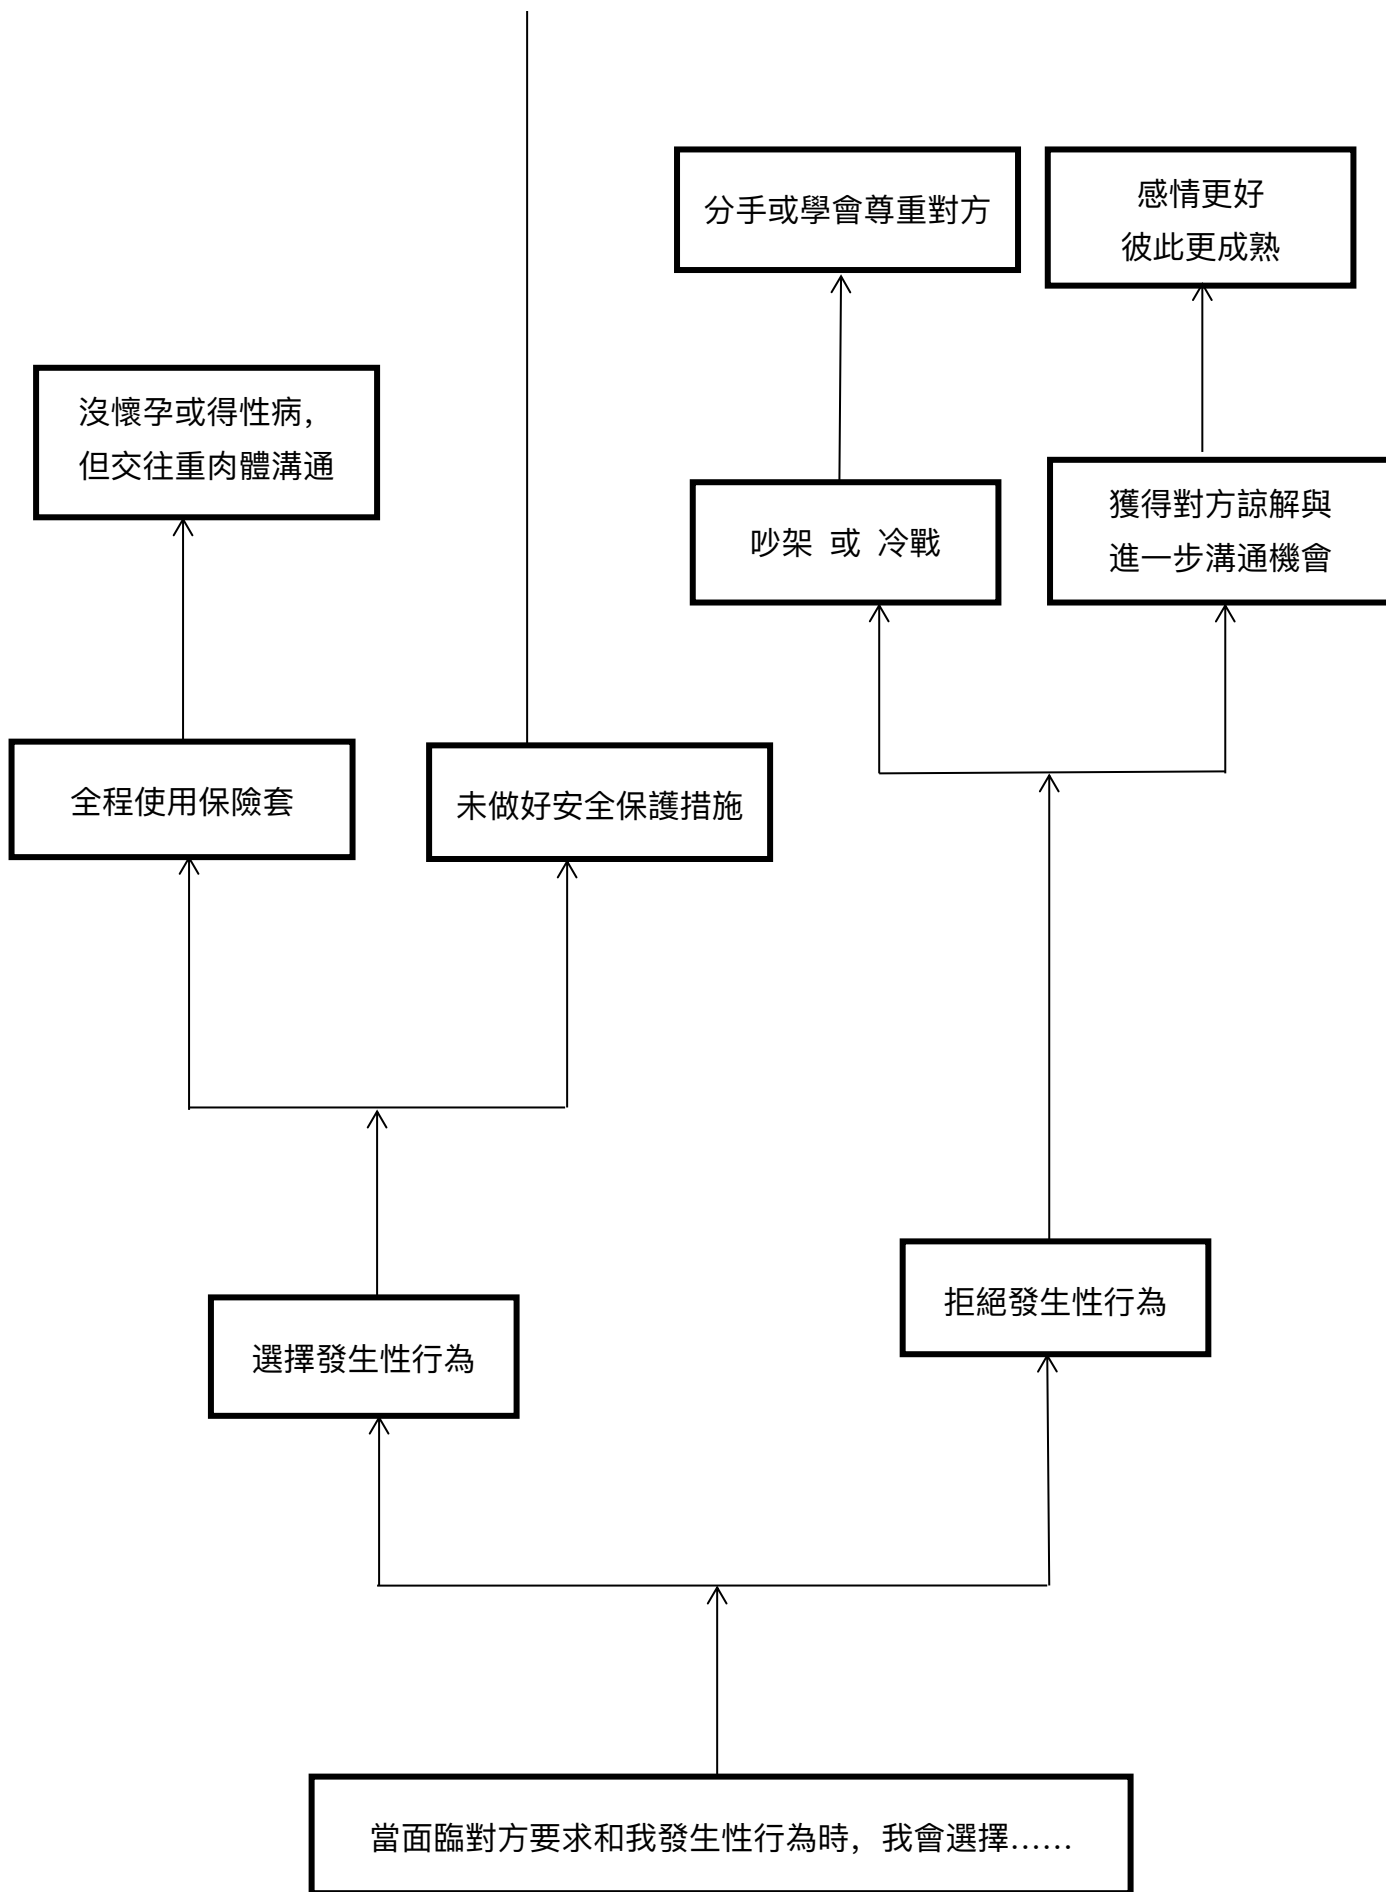 分手或學會尊重對方
感情更好
彼此更成熟
沒懷孕或得性病，
但交往重肉體溝通
吵架 或 冷戰
獲得對方諒解與
進一步溝通機會
全程使用保險套
未做好安全保護措施
拒絕發生性行為
選擇發生性行為
當面臨對方要求和我發生性行為時，我會選擇……